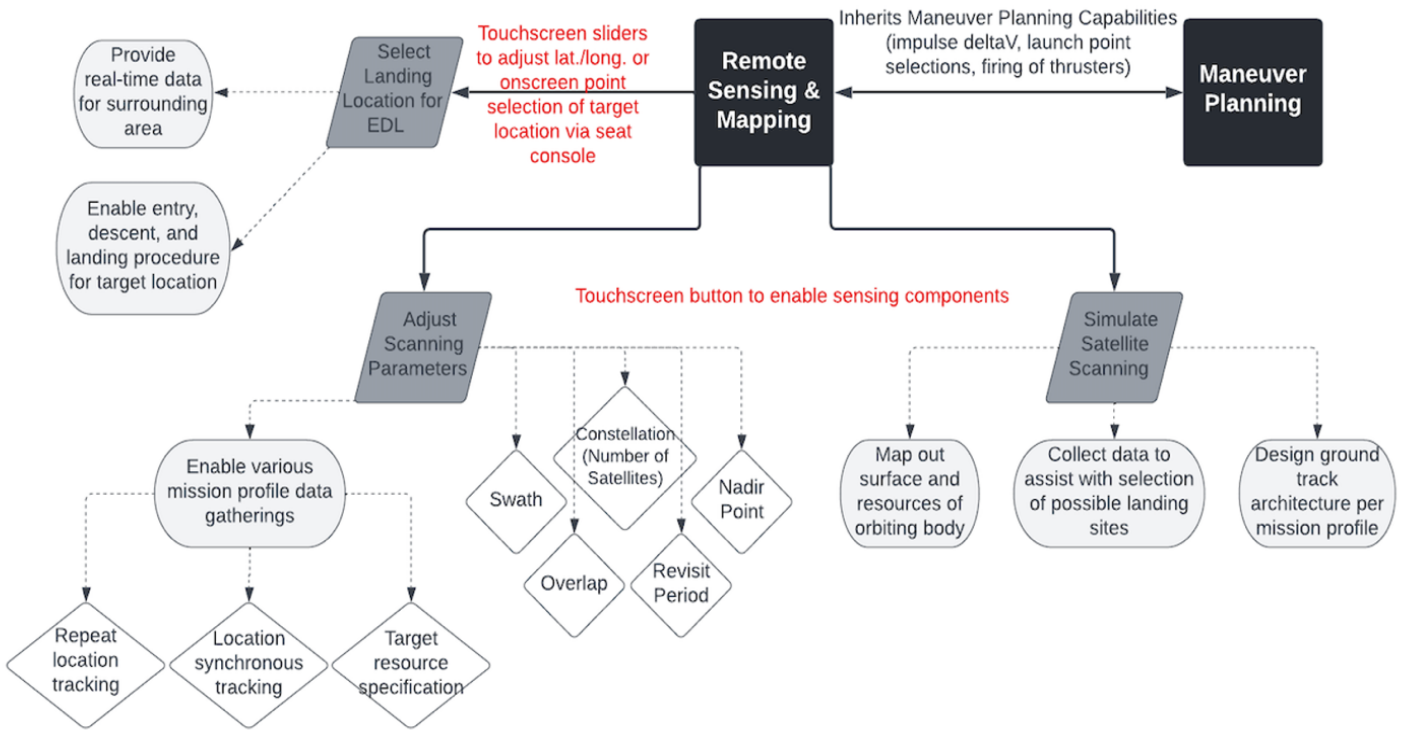 Provide
real-time data
for surrounding
area
Select
Landing
Location for
EDL
Touchscreen sliders
to adjust lat./long. or
onscreen point
selection of target
location via seat
console
Remote
Sensing &
Mapping
Inherits Maneuver Planning Capabilities
(impulse deltaV, launch point
selections, firing of thrusters)
Maneuver
Planning
Enable entry,
descent, and
landing procedure
for target location
Touchscreen button to enable sensing components
Adjust
Scanning
Parameters
Simulate
Satellite
Scanning
Enable various
mission profile data
gatherings
Swath
Constellation
(Number of
Satellites)
Nadir
Point
Overlap
Revisit
Period
Map out
surface and
resources of
orbiting body
Collect data to
assist with selection
of possible landing
sites
Design ground
track
architecture per
mission profile
Repeat
location
tracking
Location
synchronous
tracking
Target
resource
specification